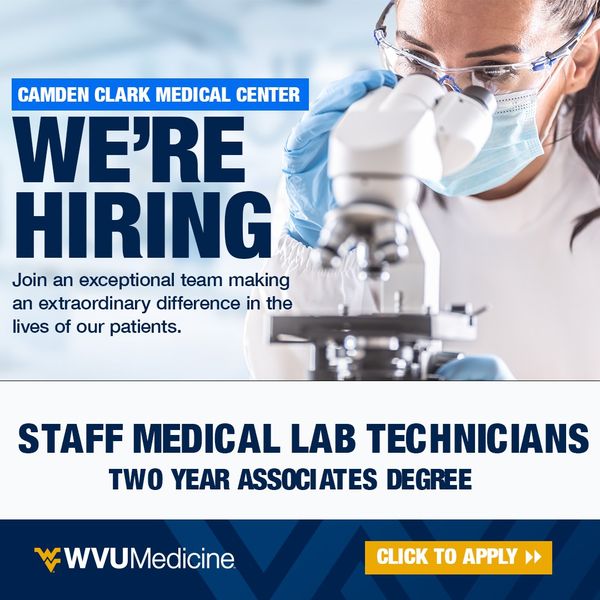 CAMDEN CLARK MEDICAL CENTER
WE'RE
HIRING
Join an exceptional team making
an extraordinary difference in the
lives of our patients.
STAFF MEDICAL LAB TECHNICIANS
TWO YEAR ASSOCIATES DEGREE
WVUMedicine
CLICK TO APPLY